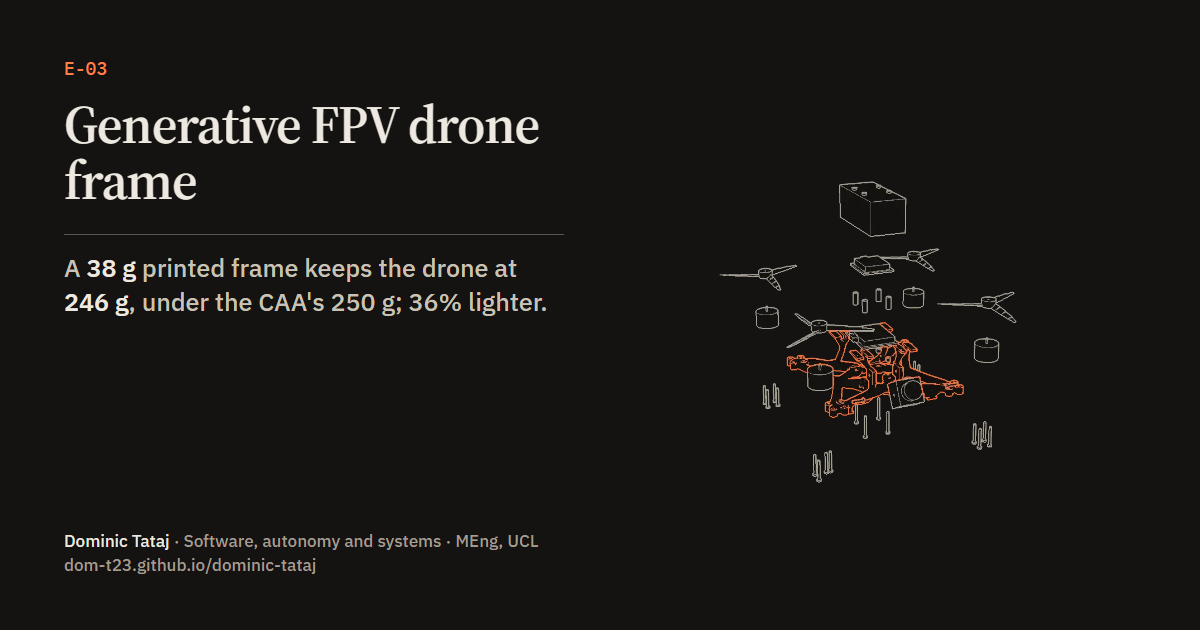 E-03
Generative FPV drone
frame
A 38 g printed frame keeps the drone at
246 g, under the CAA's 250 g; 36% lighter.
Dominic Tataj · Software, autonomy and systems · MEng, UCL
dom-t23.github.io/dominic-tataj